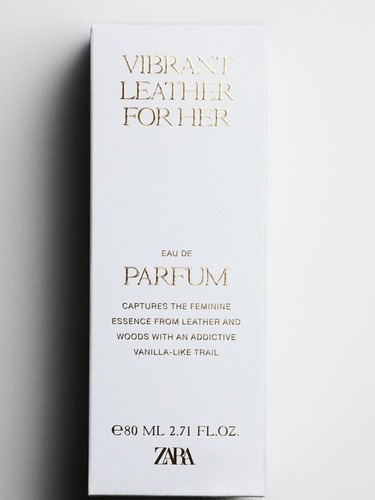 VIBRANT
LEATHER
FOR HER
EAU DE
PARFUM
CAPTURES THE FEMININE
ESSENCE FROM LEATHER AND
WOODS WITH AN ADDICTIVE
VANILLA-LIKE TRAIL
℮80 ML 2.71 FL.OZ.
ZARA